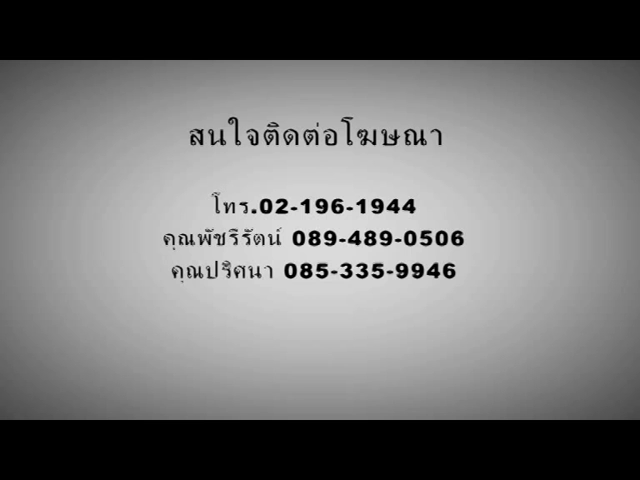 สนใจติดต่อโฆษณา
โทร.02-196-1944
คุณพัชรีรัตน์ 089-489-0506
คุณปริศนา 085-335-9946